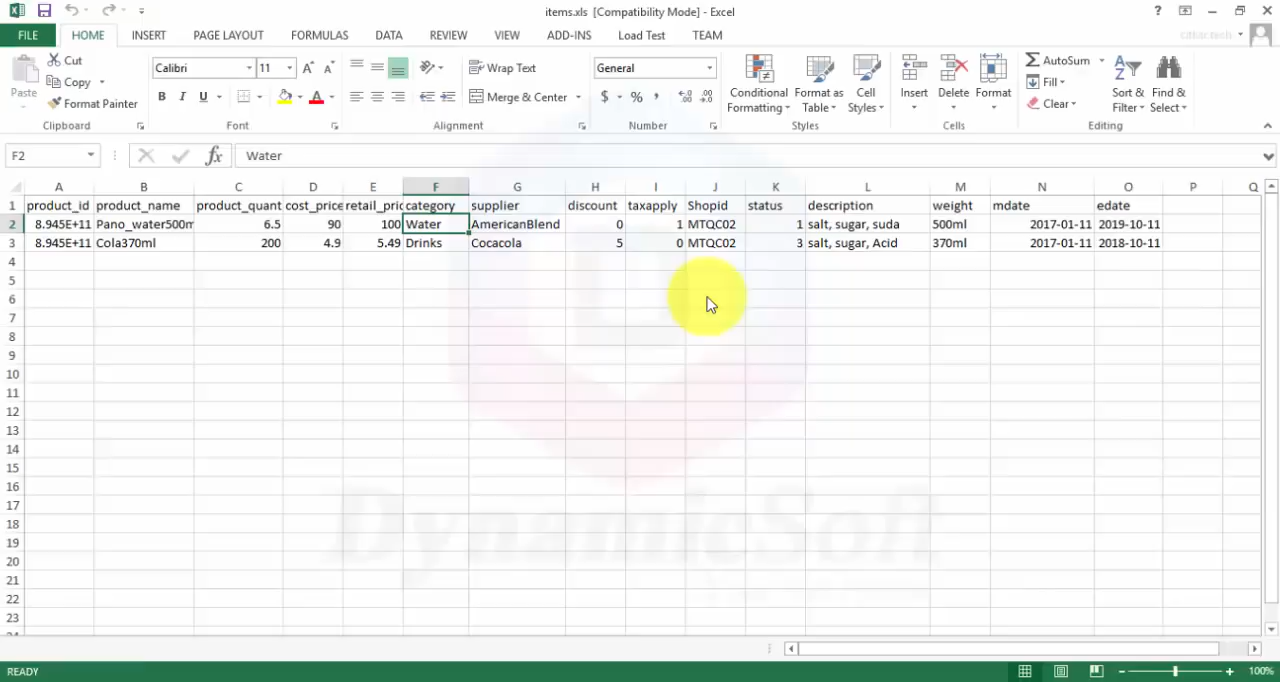 items.xls [Compatibility Mode] - Excel
?
FILE HOME INSERT PAGE LAYOUT FORMULAS DATA REVIEW VIEW ADD-INS Load Test TEAM
Paste
Cut
Copy
Format Painter
Clipboard
Calibri 11
B I U
Font
Wrap Text
Merge & Center
Alignment
General
$ % ,
Number
Conditional Formatting
Format as Table
Cell Styles
Styles
Insert Delete Format
Cells
AutoSum
Fill
Clear
Sort & Filter
Find & Select
Editing
F2 fx Water
A B C D E F G H I J K L M N O P Q
1 product_id product_name product_quant cost_price retail_pric category supplier discount taxapply Shopid status description weight mdate edate
2 8.945E+11 Pano_water500m 6.5 90 100 Water AmericanBlend 0 1 MTQC02 1 salt, sugar, suda 500ml 2017-01-11 2019-10-11
3 8.945E+11 Cola370ml 200 4.9 5.49 Drinks Cocacola 5 0 MTQC02 3 salt, sugar, Acid 370ml 2017-01-11 2018-10-11
4
5
6
7
8
9
10
11
12
13
14
15
16
17
18
19
20
21
22
23
DynamicSoft
READY 100%